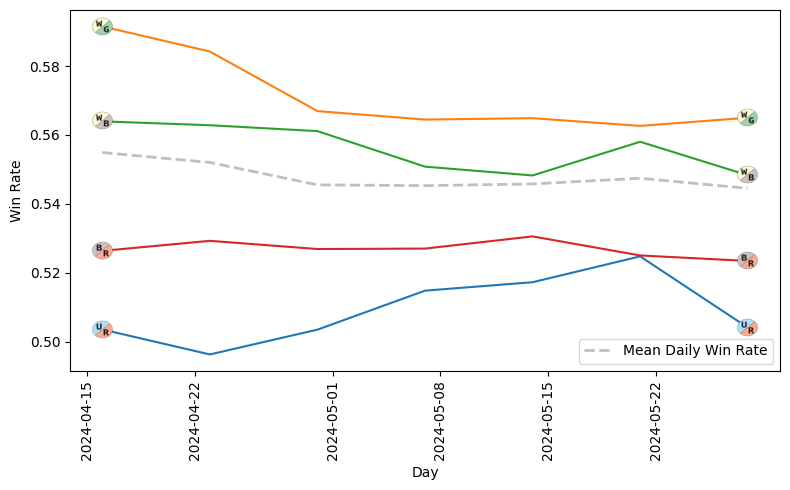 0.58
0.56
0.54
0.52
0.50
Win Rate
W G
W B
B R
U R
W G
W B
B R
U R
Mean Daily Win Rate
2024-04-15
2024-04-22
2024-05-01
2024-05-08
2024-05-15
2024-05-22
Day